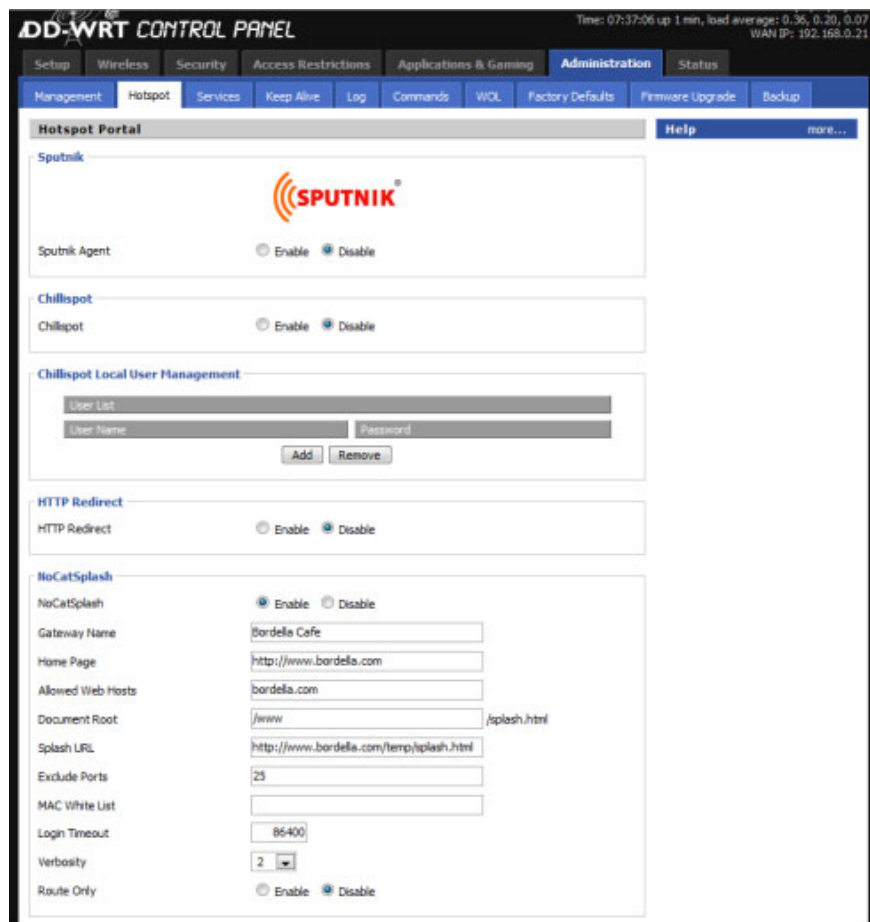 DD-WRT CONTROL PANEL
Time: 07:37:06 up 1 min, load average: 0.36, 0.20, 0.07
WAN IP: 192.168.0.21
Setup Wireless Security Access Restrictions Applications & Gaming Administration Status
Management Hotspot Services Keep Alive Log Commands WOL Factory Defaults Firmware Upgrade Backup
Hotspot Portal
Help more...
Sputnik
((SPUTNIK®
Sputnik Agent Enable Disable
Chillispot
Chillispot Enable Disable
Chillispot Local User Management
User List
User Name Password
Add Remove
HTTP Redirect
HTTP Redirect Enable Disable
NoCatSplash
NoCatSplash Enable Disable
Gateway Name Bordella Cafe
Home Page http://www.bordella.com
Allowed Web Hosts bordella.com
Document Root /www /splash.html
Splash URL http://www.bordella.com/temp/splash.html
Exclude Ports 25
MAC White List
Login Timeout 86400
Verbosity 2
Route Only Enable Disable